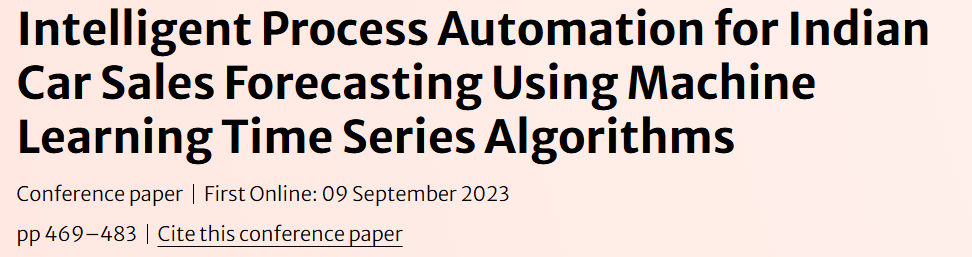 Intelligent Process Automation for Indian
Car Sales Forecasting Using Machine
Learning Time Series Algorithms
Conference paper | First Online: 09 September 2023
pp 469–483 | Cite this conference paper